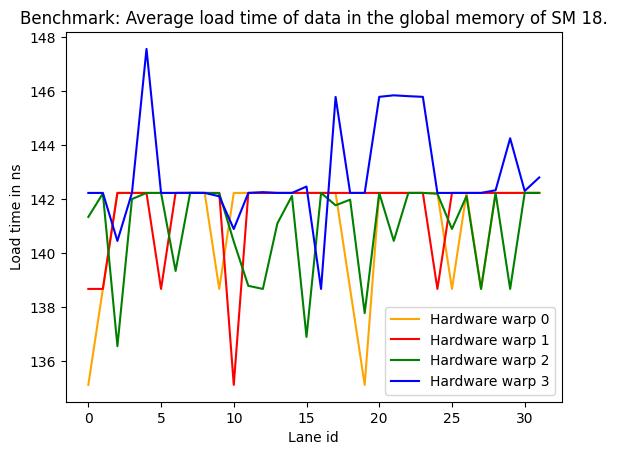 Benchmark: Average load time of data in the global memory of SM 18.
148
146
144
142
140
138
136
Load time in ns
Hardware warp 0
Hardware warp 1
Hardware warp 2
Hardware warp 3
0 5 10 15 20 25 30
Lane id